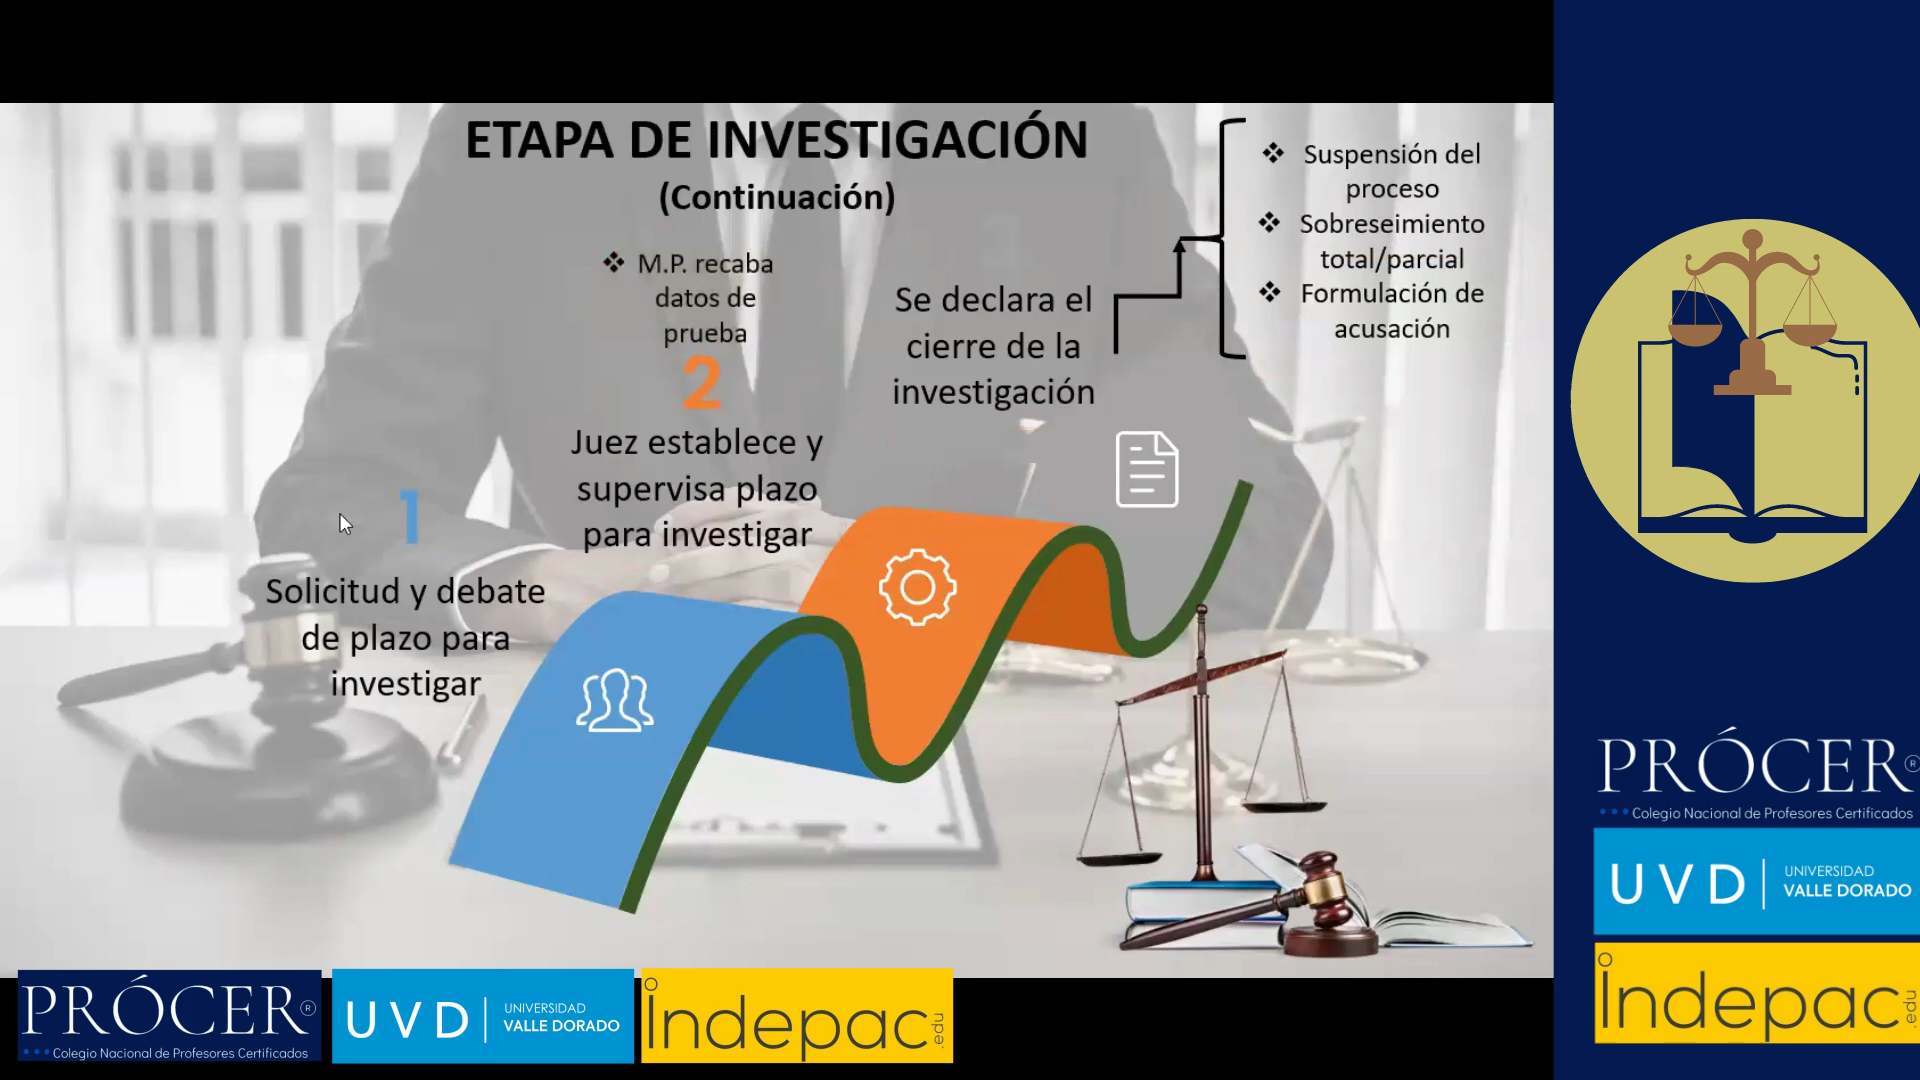 ETAPA DE INVESTIGACIÓN
(Continuación)
❖ Suspensión del
proceso
❖ Sobreseimiento
total/parcial
❖ Formulación de
acusación
❖ M.P. recaba
datos de
prueba
2
Juez establece y
supervisa plazo
para investigar
Se declara el
cierre de la
investigación
1
Solicitud y debate
de plazo para
investigar
PRÓCER®
Colegio Nacional de Profesores Certificados
UVD
UNIVERSIDAD
VALLE DORADO
Indepac
.edu
PRÓCER®
Colegio Nacional de Profesores Certificados
UVD
UNIVERSIDAD
VALLE DORADO
Indepac
.edu